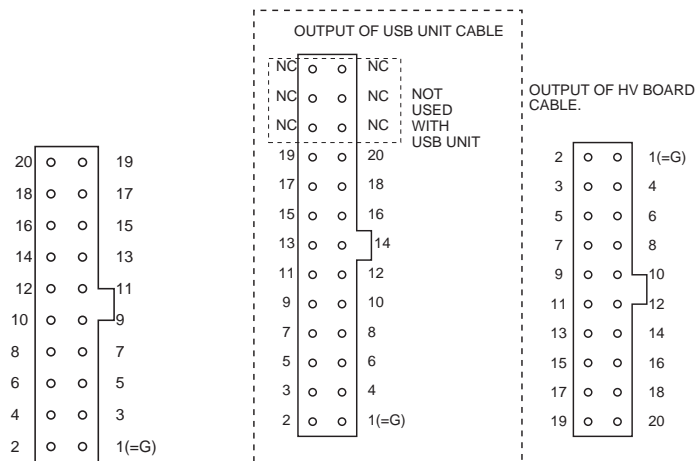 OUTPUT OF USB UNIT CABLE
NC NC
NC NC
NC NC
NOT
USED
WITH
USB UNIT
OUTPUT OF HV BOARD
CABLE.
20 19
18 17
16 15
14 13
12 11
10 9
8 7
6 5
4 3
2 1(=G)
19 20
17 18
15 16
13 14
11 12
9 10
7 8
5 6
3 4
2 1(=G)
2 1(=G)
3 4
5 6
7 8
9 10
11 12
13 14
15 16
17 18
19 20